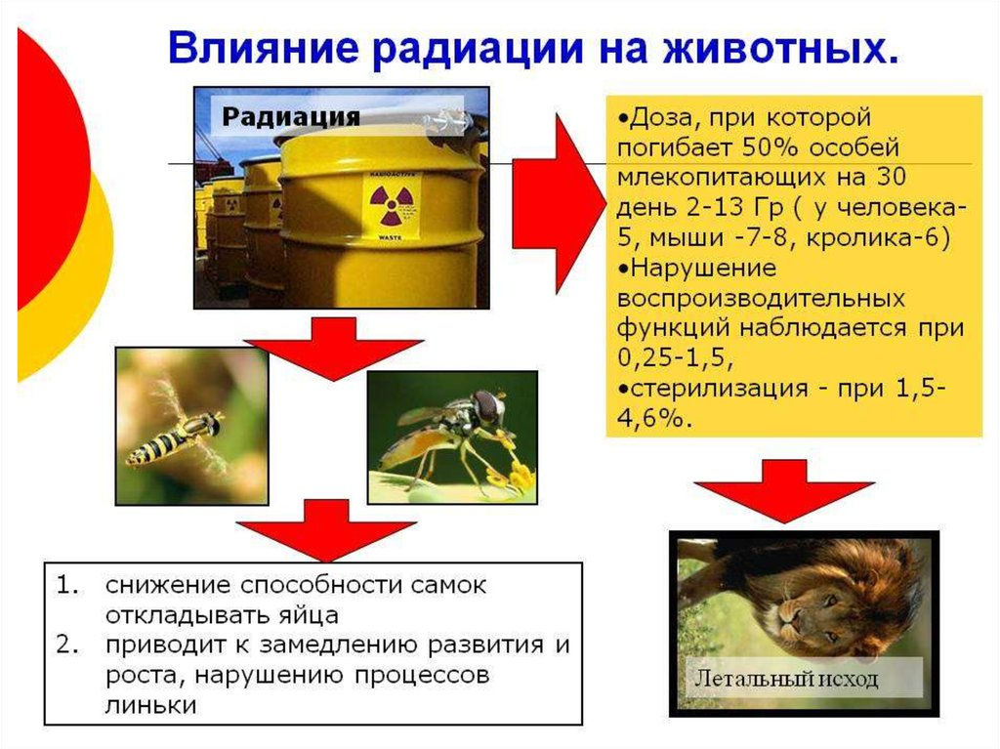 Влияние радиации на животных.
Радиация
RADIOACTIVE
WASTE
•Доза, при которой
погибает 50% особей
млекопитающих на 30
день 2-13 Гр ( у человека-
5, мыши -7-8, кролика-6)
•Нарушение
воспроизводительных
функций наблюдается при
0,25-1,5,
•стерилизация - при 1,5-
4,6%.
1. снижение способности самок
откладывать яйца
2. приводит к замедлению развития и
роста, нарушению процессов
линьки
Летальный исход